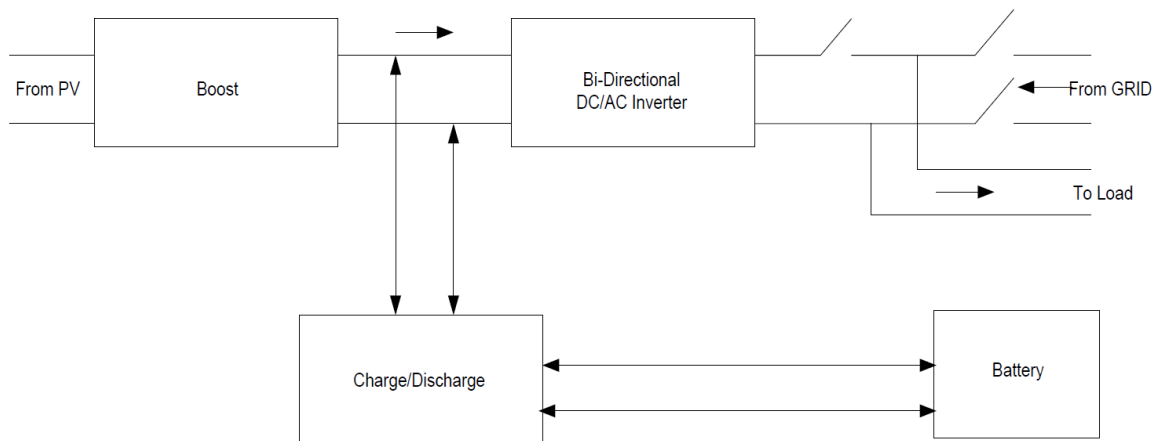 From PV
Boost
Bi-Directional
DC/AC Inverter
From GRID
To Load
Charge/Discharge
Battery